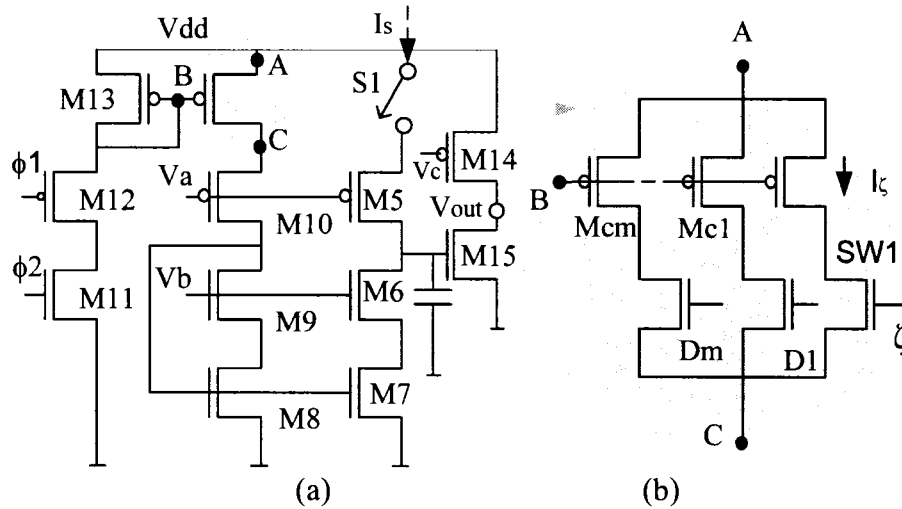 Vdd
Is
A
B
S1
M13
C
ϕ1
Va
Vc
M14
M12
M10
M5
Vout
ϕ2
Vb
M15
M11
M9
M6
M8
M7
(a)
A
B
Iζ
Mcm
Mc1
SW1
Dm
D1
ζ
C
(b)